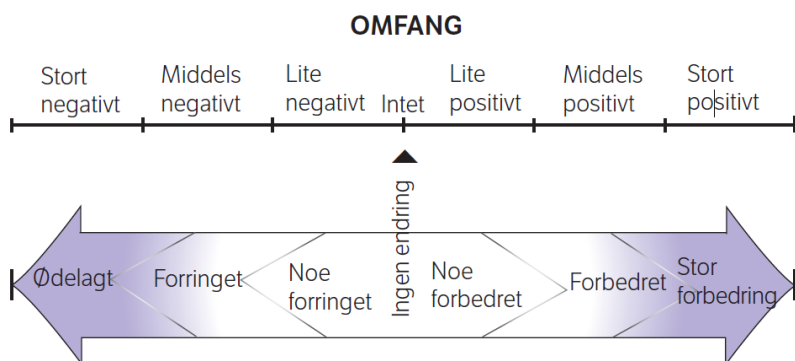 OMFANG
Stort
negativt
Middels
negativt
Lite
negativt
Intet
Lite
positivt
Middels
positivt
Stort
positivt
Ødelagt
Forringet
Noe
forringet
Ingen endring
Noe
forbedret
Forbedret
Stor
forbedring